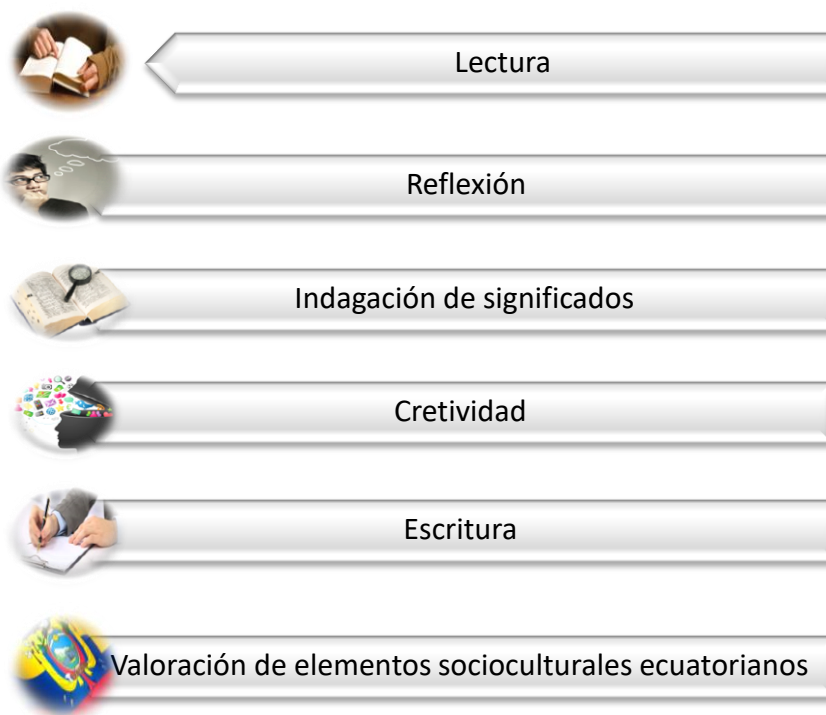 Lectura
Reflexión
Indagación de significados
Cretividad
Escritura
Valoración de elementos socioculturales ecuatorianos